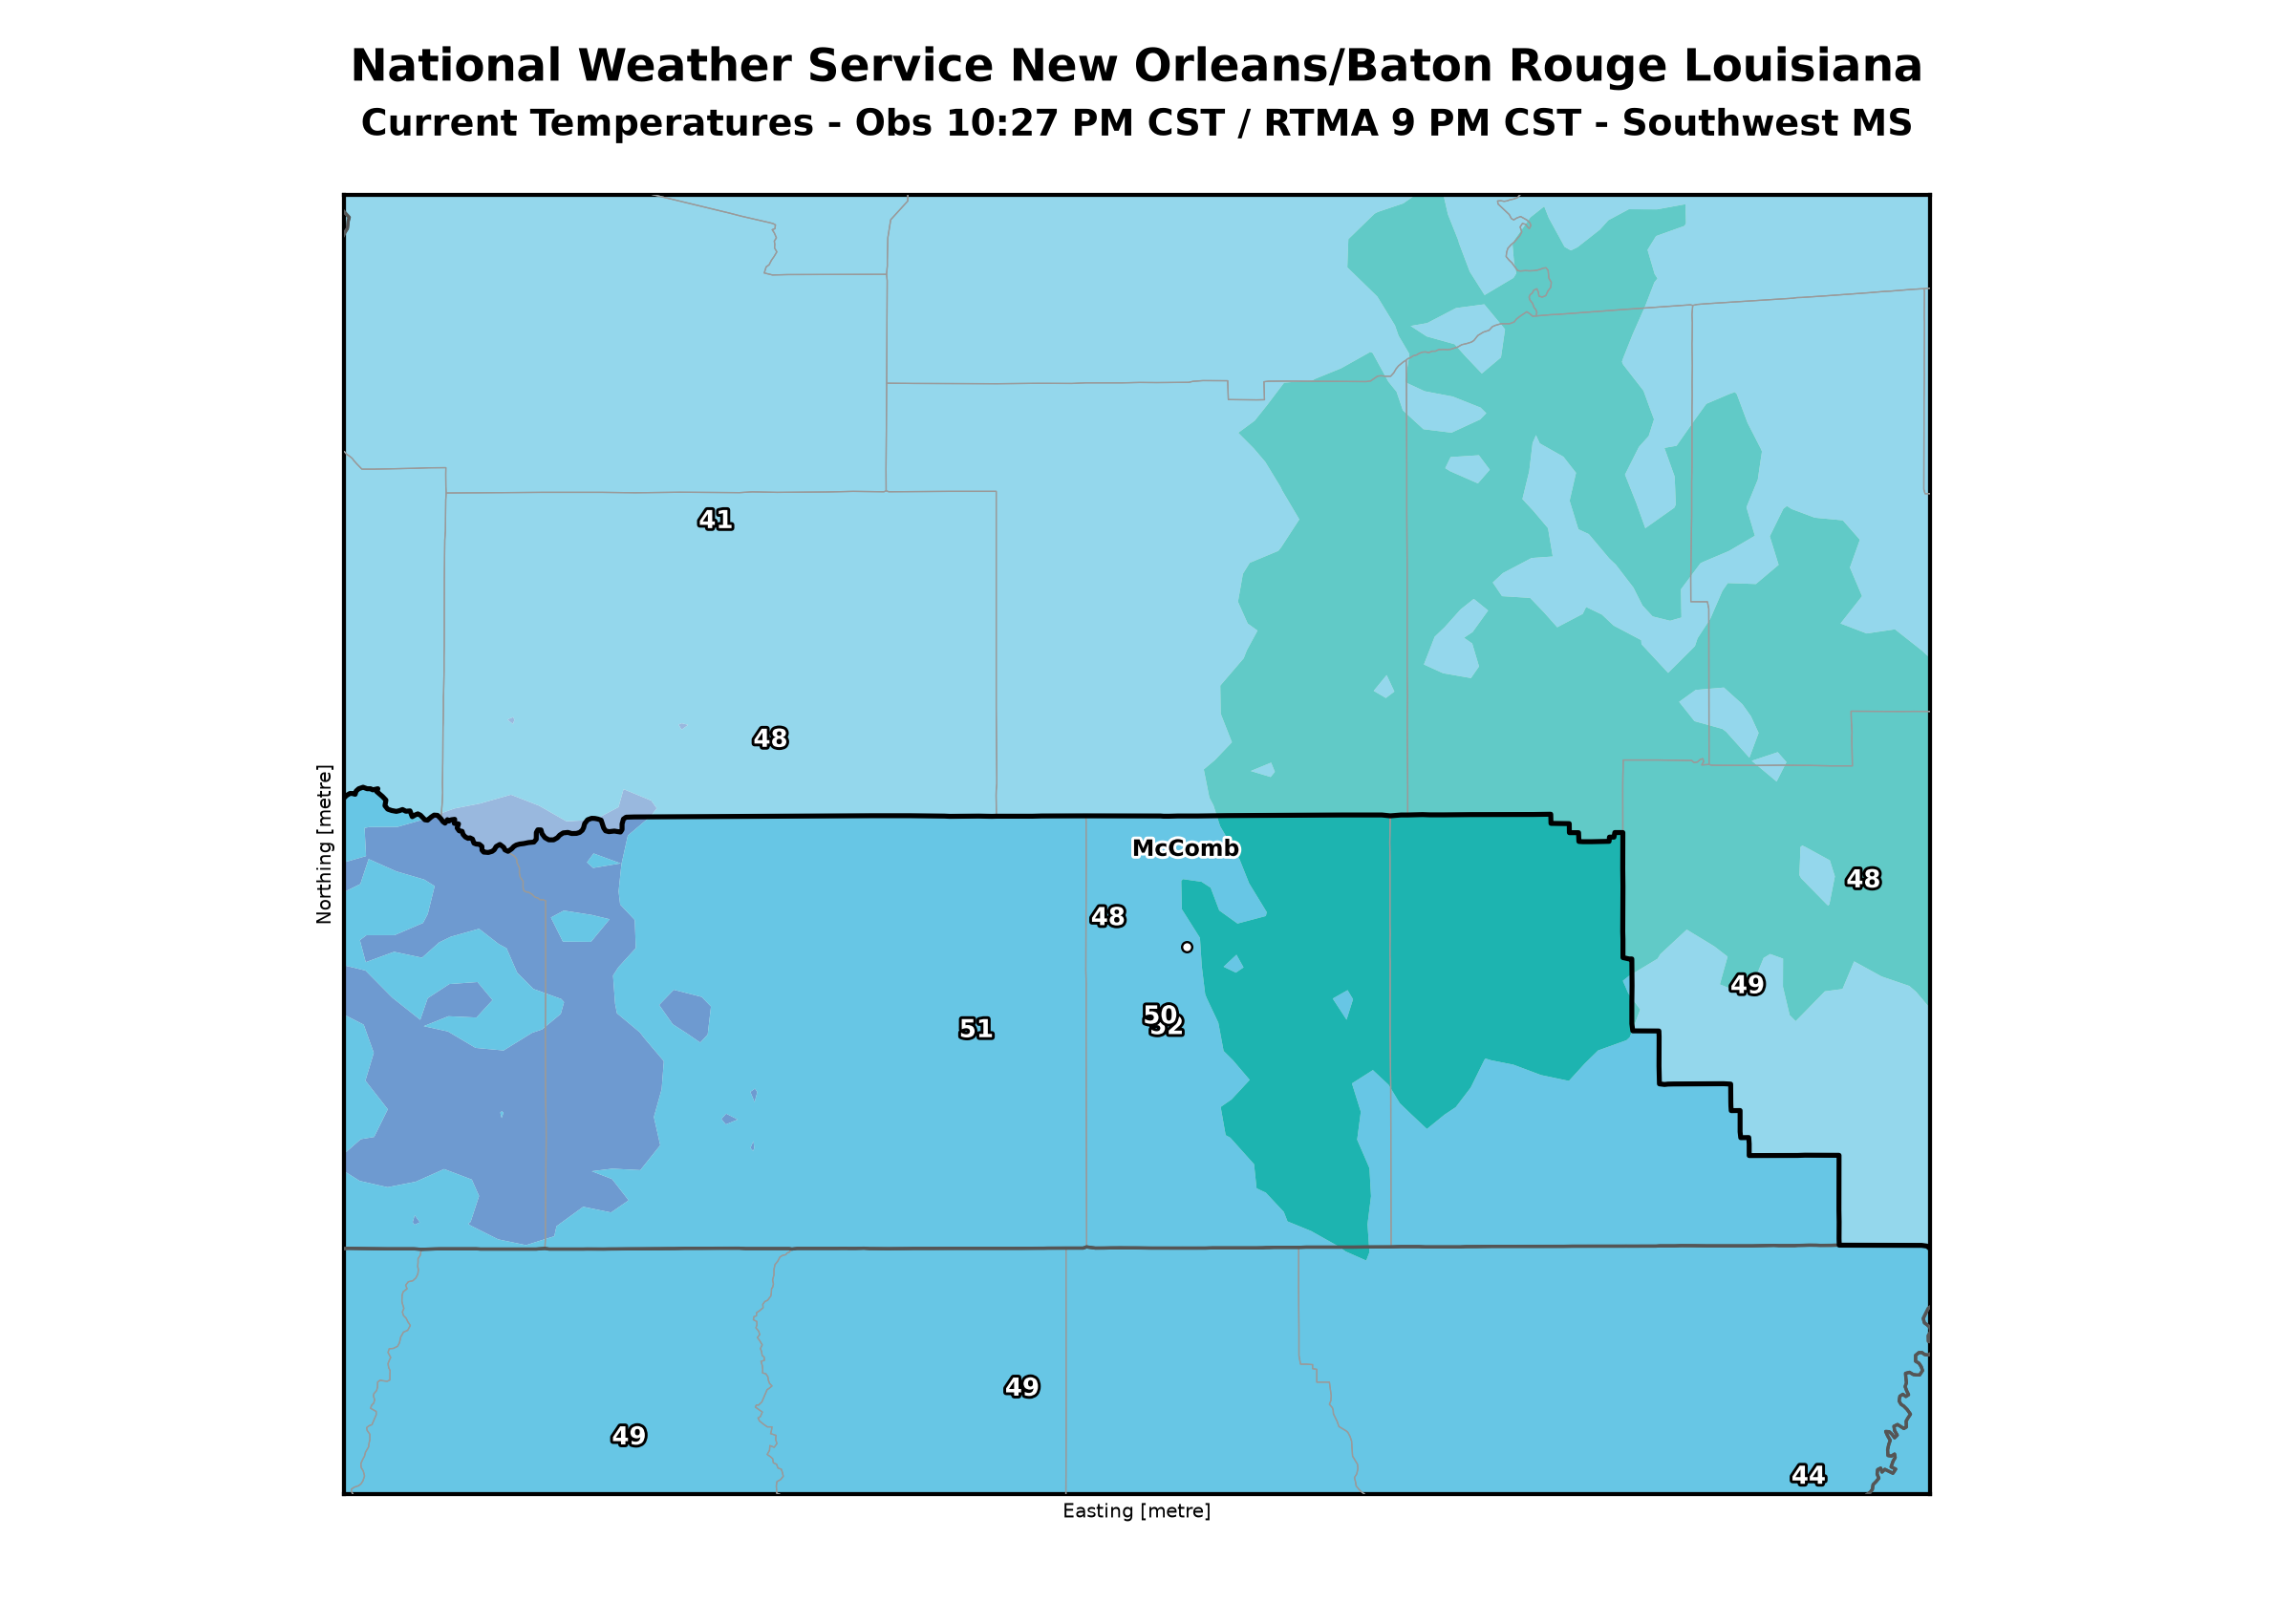 National Weather Service New Orleans/Baton Rouge Louisiana
Current Temperatures - Obs 10:27 PM CST / RTMA 9 PM CST - Southwest MS
41
48
McComb
48
48
49
50
52
51
49
49
44
Northing [metre]
Easting [metre]